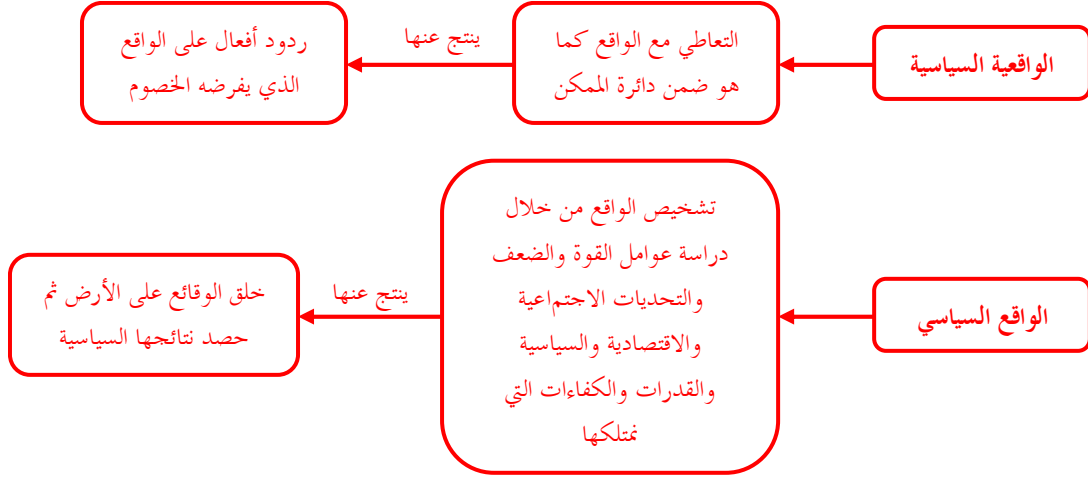 الواقعية السياسية
التعاطي مع الواقع كما
هو ضمن دائرة الممكن
ينتج عنها
ردود أفعال على الواقع
الذي يفرضه الخصوم
الواقع السياسي
تشخيص الواقع من خلال
دراسة عوامل القوة والضعف
والتحديات الاجتماعية
والاقتصادية والسياسية
والقدرات والكفاءات التي
نمتلكها
ينتج عنها
خلق الوقائع على الأرض ثم
حصد نتائجها السياسية